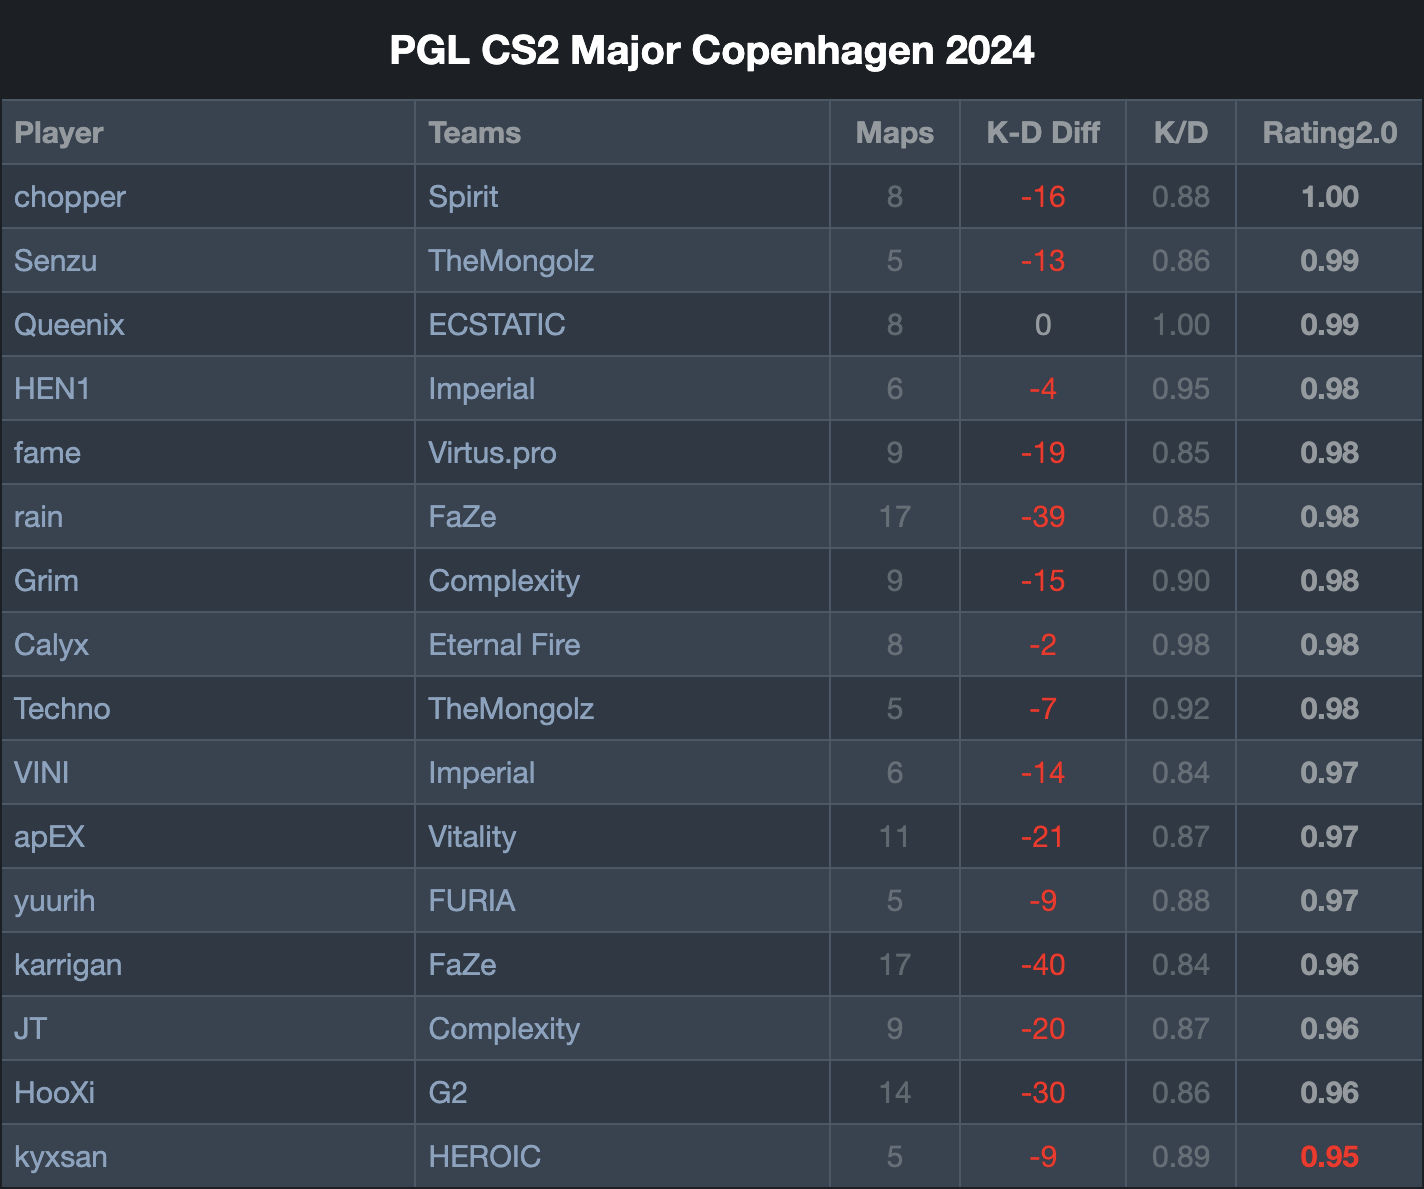 PGL CS2 Major Copenhagen 2024
Player Teams Maps K-D Diff K/D Rating2.0
chopper Spirit 8 -16 0.88 1.00
Senzu TheMongolz 5 -13 0.86 0.99
Queenix ECSTATIC 8 0 1.00 0.99
HEN1 Imperial 6 -4 0.95 0.98
fame Virtus.pro 9 -19 0.85 0.98
rain FaZe 17 -39 0.85 0.98
Grim Complexity 9 -15 0.90 0.98
Calyx Eternal Fire 8 -2 0.98 0.98
Techno TheMongolz 5 -7 0.92 0.98
VINI Imperial 6 -14 0.84 0.97
apEX Vitality 11 -21 0.87 0.97
yuurih FURIA 5 -9 0.88 0.97
karrigan FaZe 17 -40 0.84 0.96
JT Complexity 9 -20 0.87 0.96
HooXi G2 14 -30 0.86 0.96
kyxsan HEROIC 5 -9 0.89 0.95